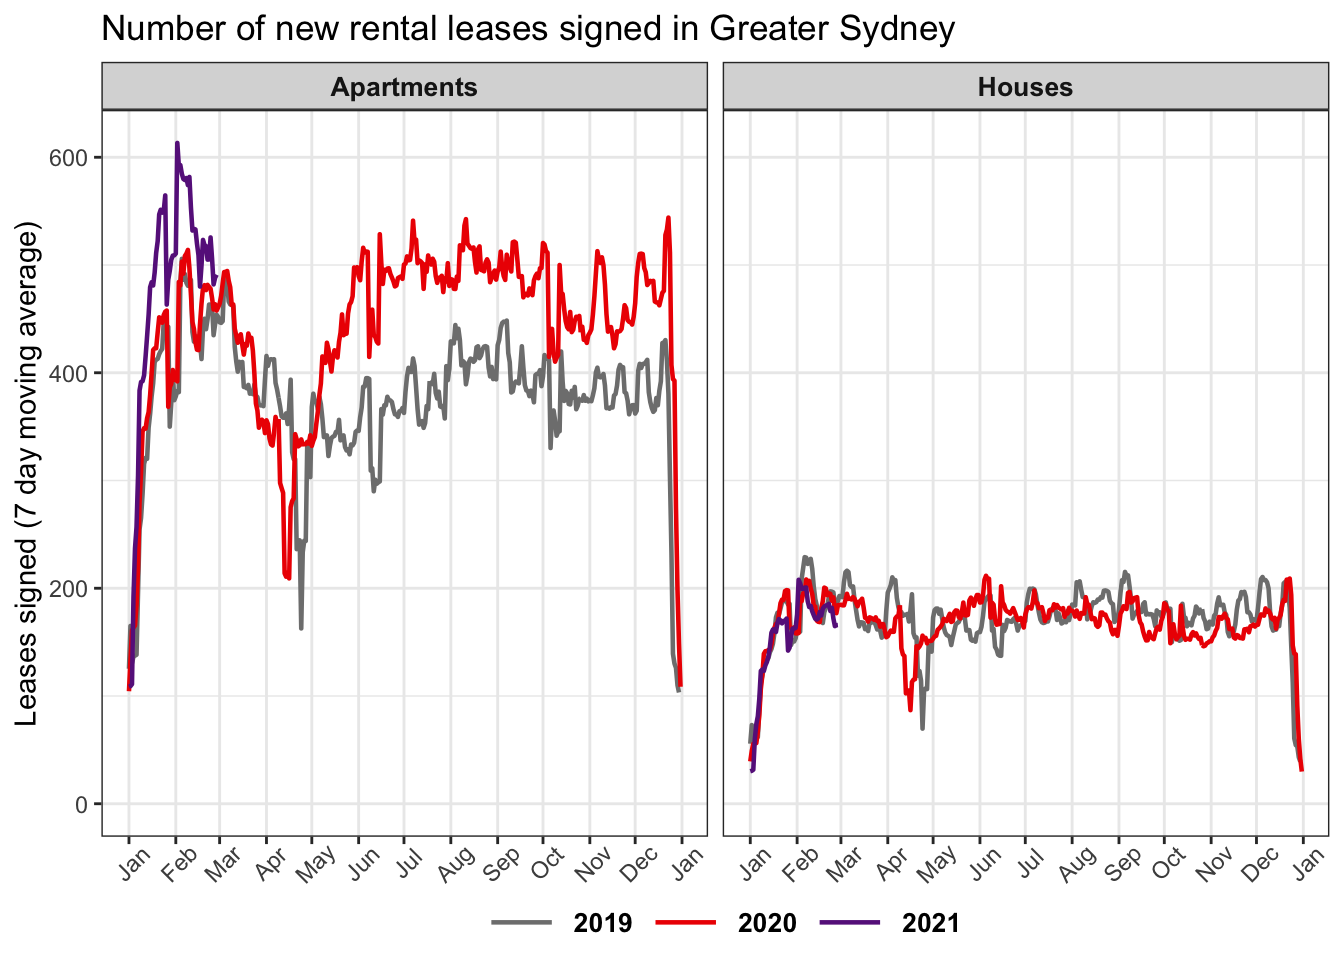 Number of new rental leases signed in Greater Sydney
Apartments
Houses
Leases signed (7 day moving average)
600
400
200
0
Jan Feb Mar Apr May Jun Jul Aug Sep Oct Nov Dec Jan
Jan Feb Mar Apr May Jun Jul Aug Sep Oct Nov Dec Jan
2019 2020 2021